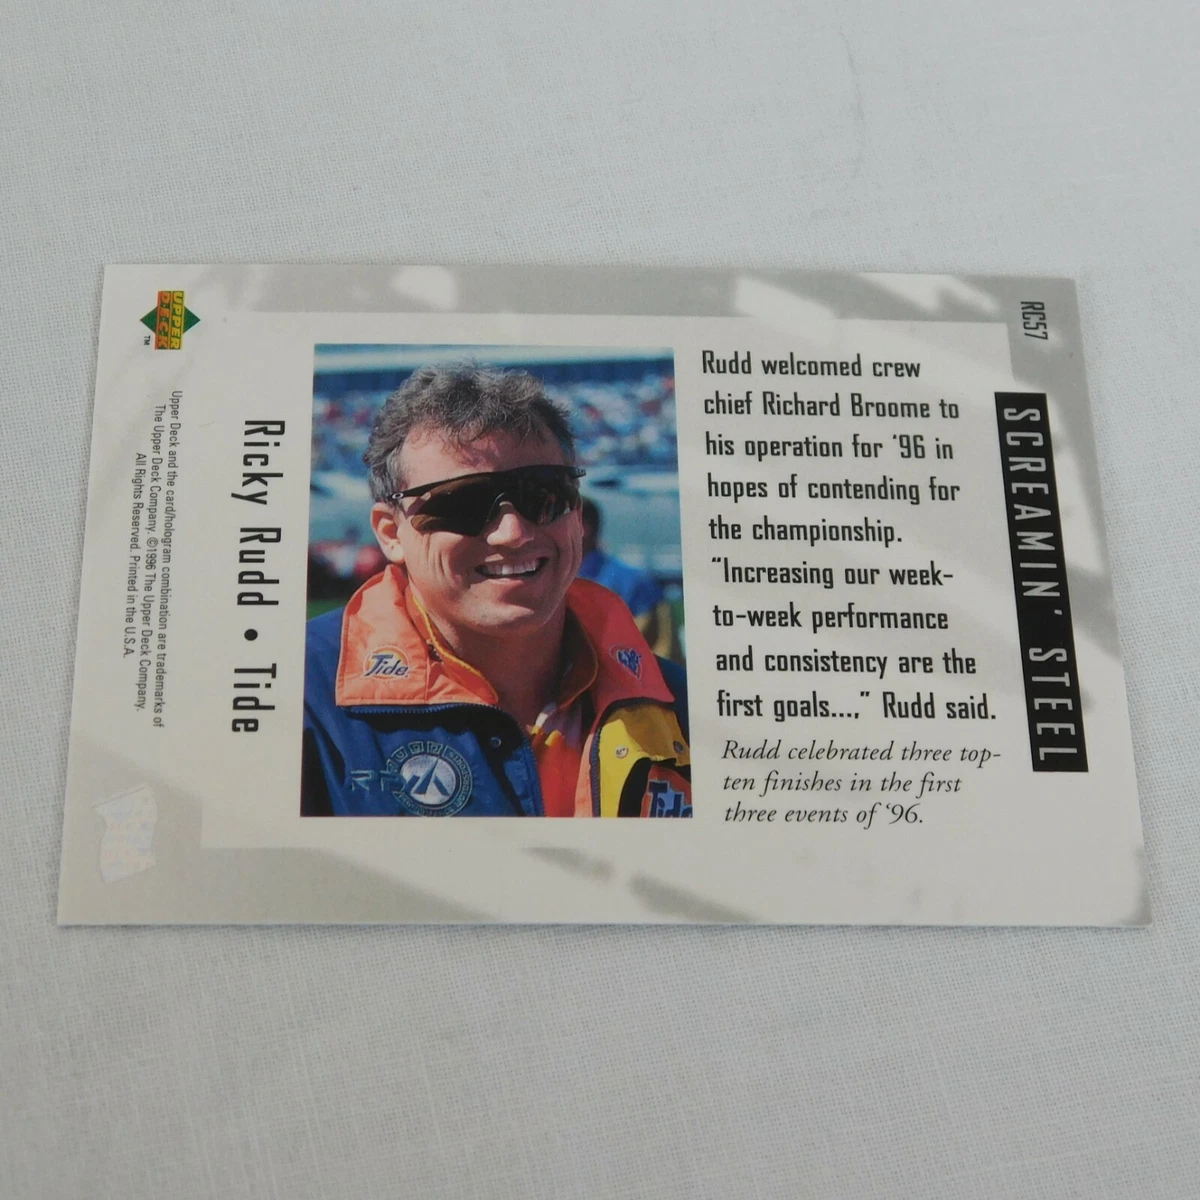 RC57
SCREAMIN' STEEL
Rudd welcomed crew
chief Richard Broome to
his operation for '96 in
hopes of contending for
the championship.
“Increasing our week-
to-week performance
and consistency are the
first goals...,” Rudd said.
Rudd celebrated three top-
ten finishes in the first
three events of ‘96.
Tide
Tide
Ricky Rudd • Tide
UPPER
DECK
TM
Upper Deck and the card/hologram combination are trademarks of
The Upper Deck Company. ©1996 The Upper Deck Company.
All Rights Reserved. Printed in the U.S.A.